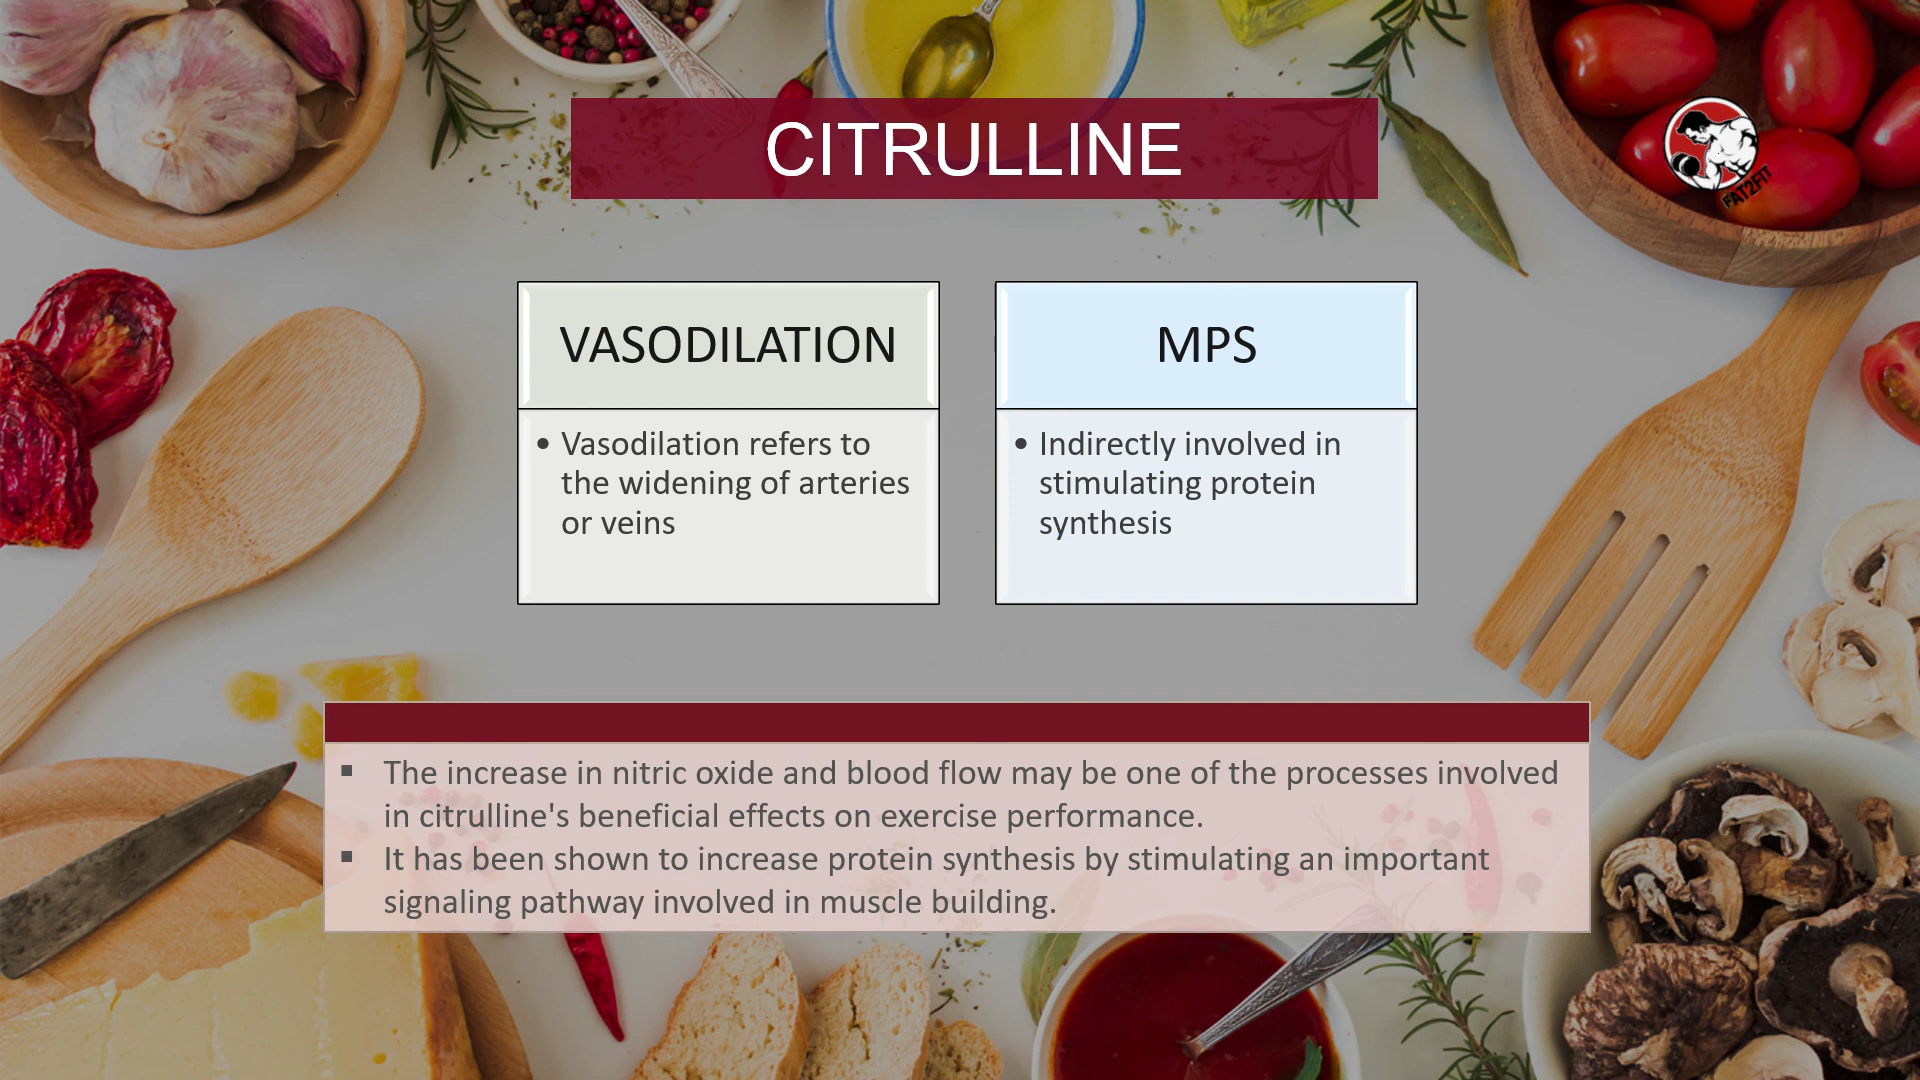 CITRULLINE
FAT2FIT
VASODILATION
• Vasodilation refers to
the widening of arteries
or veins
MPS
• Indirectly involved in
stimulating protein
synthesis
▪ The increase in nitric oxide and blood flow may be one of the processes involved
in citrulline's beneficial effects on exercise performance.
▪ It has been shown to increase protein synthesis by stimulating an important
signaling pathway involved in muscle building.